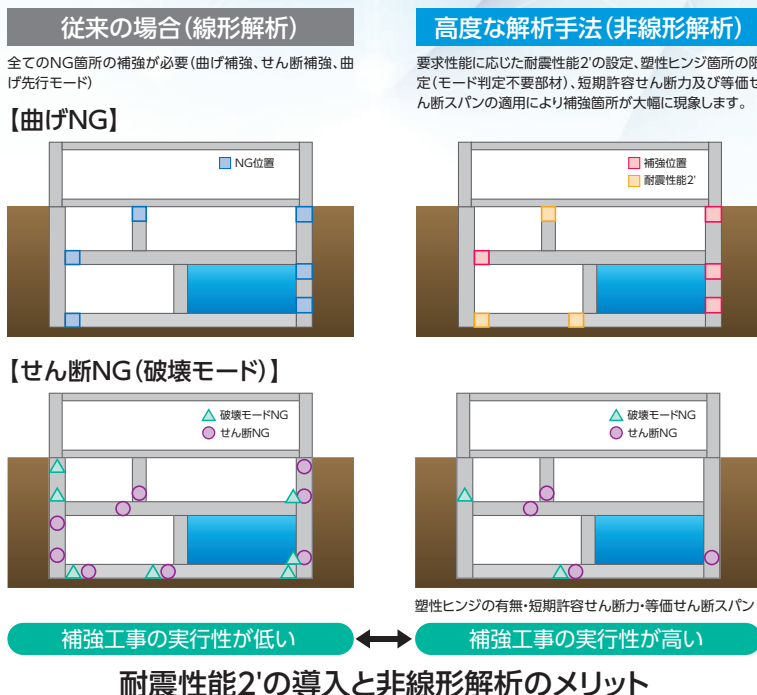 従来の場合(線形解析)
全てのNG箇所の補強が必要(曲げ補強、せん断補強、曲
げ先行モード)
【曲げNG】
NG位置
高度な解析手法(非線形解析)
要求性能に応じた耐震性能2'の設定、塑性ヒンジ箇所の限
定(モード判定不要部材)、短期許容せん断力及び等価せ
ん断スパンの適用により補強箇所が大幅に現象します。
補強位置
耐震性能2'
【せん断NG(破壊モード)】
破壊モードNG
せん断NG
破壊モードNG
せん断NG
塑性ヒンジの有無・短期許容せん断力・等価せん断スパン
補強工事の実行性が低い
補強工事の実行性が高い
耐震性能2'の導入と非線形解析のメリット